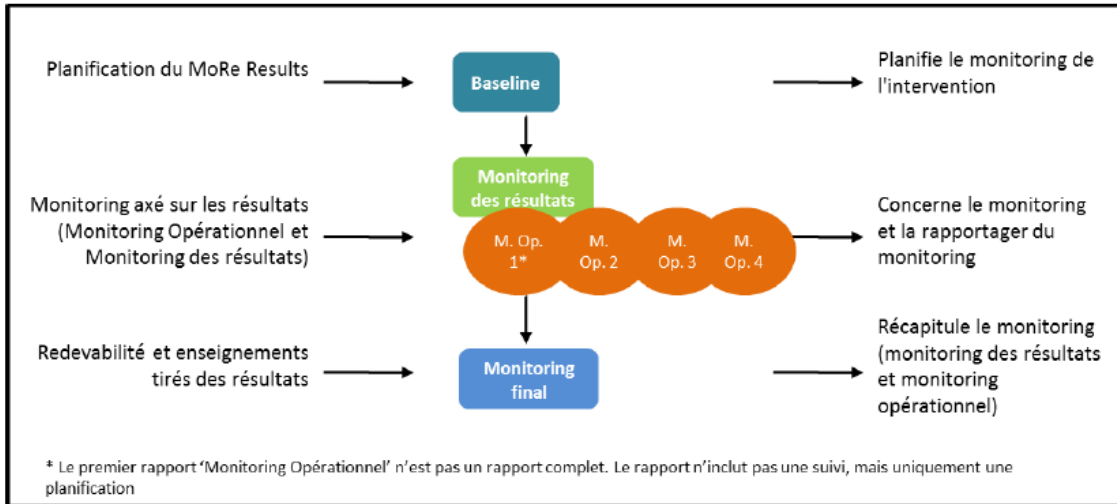 Planification du MoRe Results
Baseline
Planifie le monitoring de
l'intervention
Monitoring
des résultats
Monitoring axé sur les résultats
(Monitoring Opérationnel et
Monitoring des résultats)
M. Op.
1*
M.
Op. 2
M.
Op. 3
M.
Op. 4
Concerne le monitoring
et la rapportager du
monitoring
Redevabilité et enseignements
tirés des résultats
Monitoring
final
Récapitule le monitoring
(monitoring des résultats
et monitoring
opérationnel)
* Le premier rapport ‘Monitoring Opérationnel’ n’est pas un rapport complet. Le rapport n’inclut pas une suivi, mais uniquement une
planification